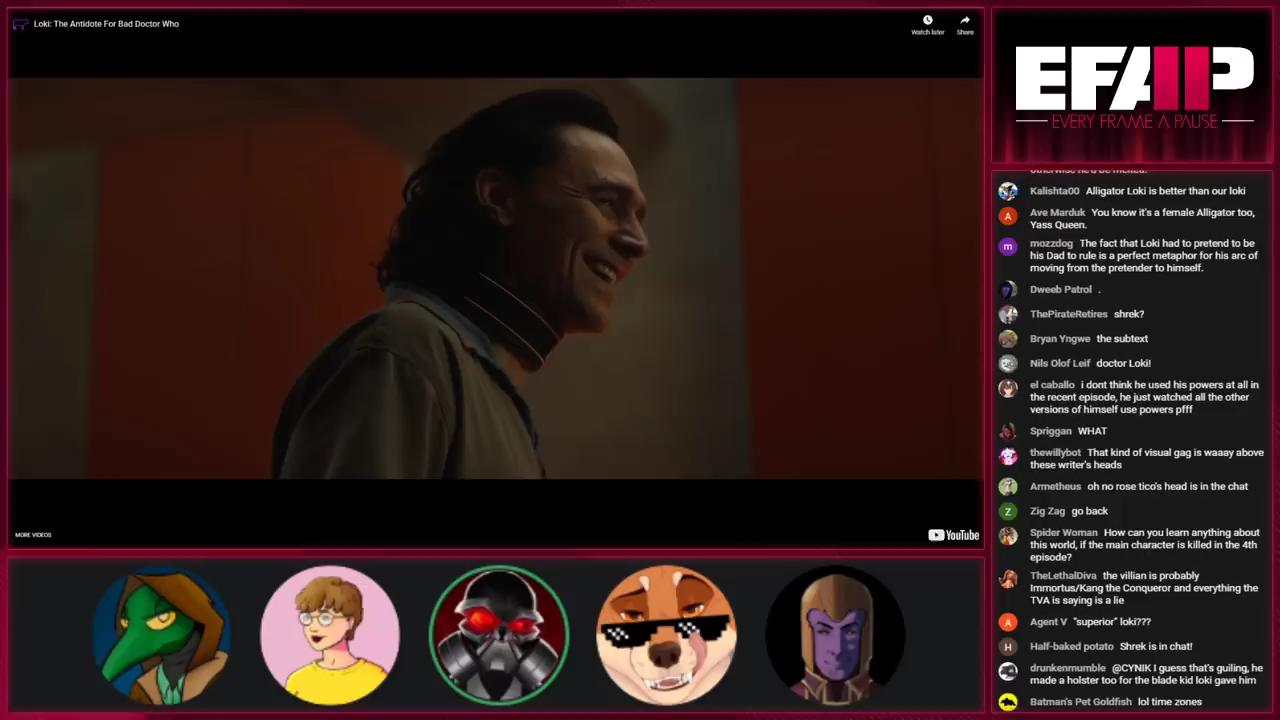 Loki: The Antidote For Bad Doctor Who
Watch later
Share
MORE VIDEOS
YouTube
EFAP
EVERY FRAME A PAUSE
Kalishta00 Alligator Loki is better than our loki
A
Ave Marduk You know it's a female Alligator too,
Yass Queen.
m
mozzdog The fact that Loki had to pretend to be
his Dad to rule is a perfect metaphor for his arc of
moving from the pretender to himself.
Dweeb Patrol .
ThePirateRetires shrek?
Bryan Yngwe the subtext
Nils Olof Leif doctor Loki!
el caballo i dont think he used his powers at all in
the recent episode, he just watched all the other
versions of himself use powers pfff
Spriggan WHAT
thewillybot That kind of visual gag is waaay above
these writer's heads
Armetheus oh no rose tico's head is in the chat
Z
Zig Zag go back
Spider Woman How can you learn anything about
this world, if the main character is killed in the 4th
episode?
TheLethalDiva the villian is probably
Immortus/Kang the Conqueror and everything the
TVA is saying is a lie
A
Agent V "superior" loki???
H
Half-baked potato Shrek is in chat!
drunkenmumble @CYNIK I guess that's guiling, he
made a holster too for the blade kid loki gave him
Batman's Pet Goldfish lol time zones